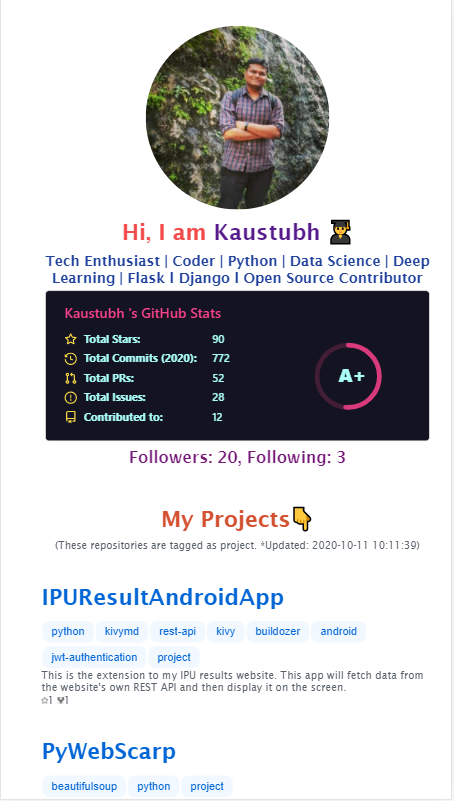 Hi, I am Kaustubh 👨‍🎓
Tech Enthusiast | Coder | Python | Data Science | Deep
Learning | Flask l Django l Open Source Contributor
Kaustubh 's GitHub Stats
Total Stars: 90
Total Commits (2020): 772
Total PRs: 52
Total Issues: 28
Contributed to: 12
A+
Followers: 20, Following: 3
My Projects👇
(These repositories are tagged as project. *Updated: 2020-10-11 10:11:39)
IPUResultAndroidApp
python kivymd rest-api kivy buildozer android
jwt-authentication project
This is the extension to my IPU results website. This app will fetch data from
the website's own REST API and then display it on the screen.
✩1 1
PyWebScarp
beautifulsoup python project